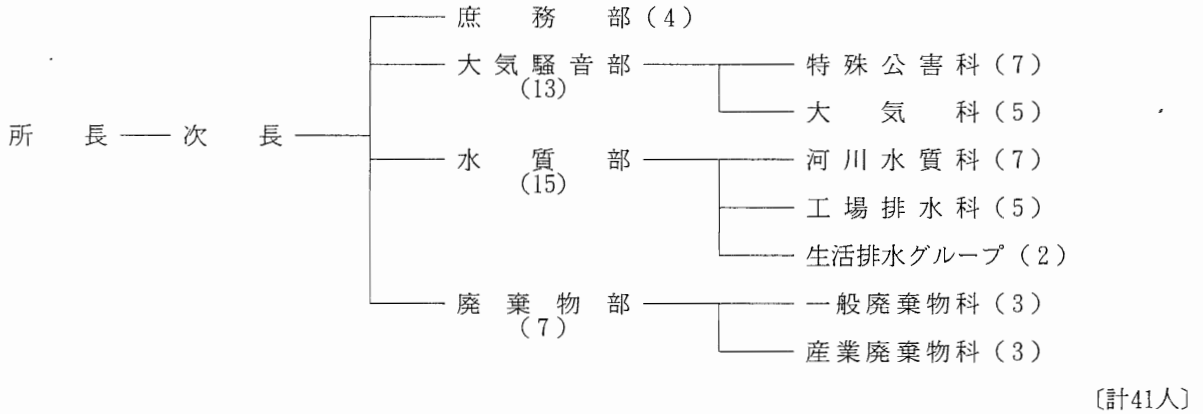 庶務部(4)
大気騒音部 特殊公害科(7)
(13)
大気科(5)
所長 次長
水質部 河川水質科(7)
(15)
工場排水科(5)
生活排水グループ(2)
廃棄物部 一般廃棄物科(3)
(7)
産業廃棄物科(3)
〔計41人〕